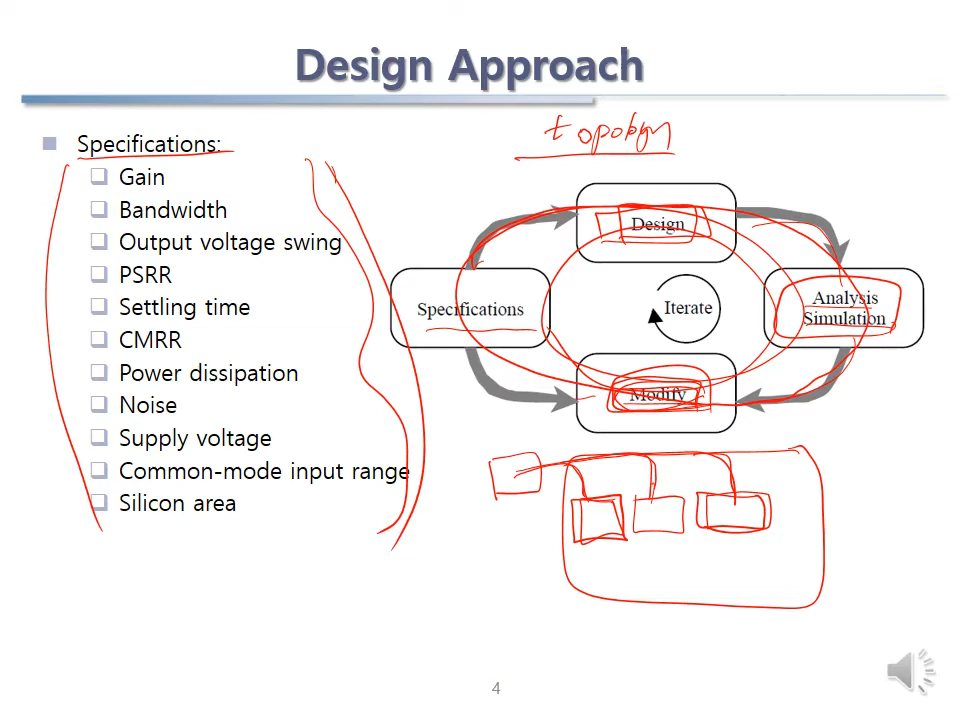 Design Approach
Specifications:
Gain
Bandwidth
Output voltage swing
PSRR
Settling time
CMRR
Power dissipation
Noise
Supply voltage
Common-mode input range
Silicon area
Design
Specifications
Iterate
Analysis
Simulation
Modify
4